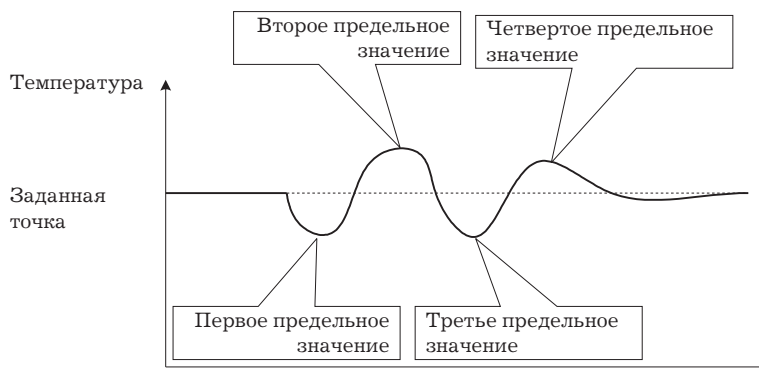 Второе предельное
значение
Четвертое предельное
значение
Температура
Заданная
точка
Первое предельное
значение
Третье предельное
значение